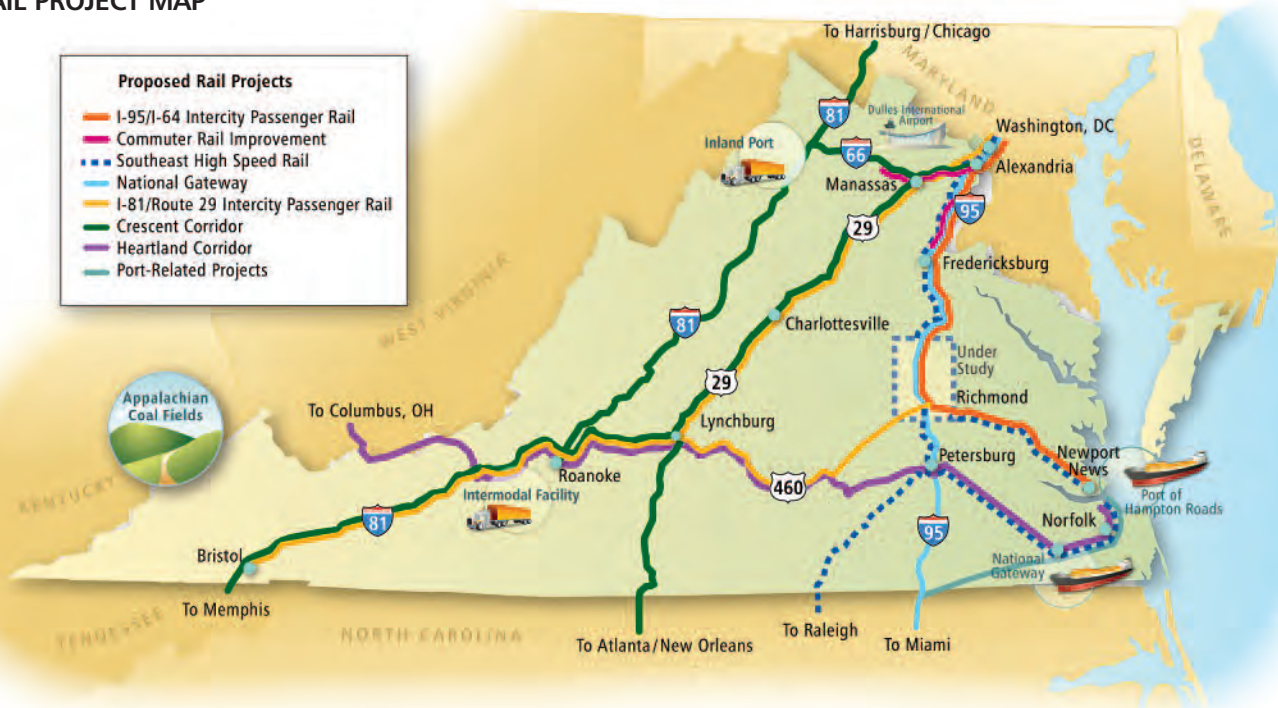 AIL PROJECT MAP
Proposed Rail Projects
I-95/I-64 Intercity Passenger Rail
Commuter Rail Improvement
Southeast High Speed Rail
National Gateway
I-81/Route 29 Intercity Passenger Rail
Crescent Corridor
Heartland Corridor
Port-Related Projects
To Harrisburg/Chicago
MARYLAND
DELAWARE
81
Dulles International
Airport
Washington, DC
Inland Port
66
Alexandria
Manassas
95
29
Fredericksburg
WEST VIRGINIA
81
Charlottesville
Under
Study
29
Richmond
Appalachian
Coal Fields
To Columbus, OH
Lynchburg
Petersburg
Newport
News
KENTUCKY
Roanoke
460
Intermodal Facility
Port of
Hampton Roads
81
Norfolk
95
Bristol
National
Gateway
To Memphis
TENNESSEE
NORTH CAROLINA
To Raleigh
To Atlanta/New Orleans
To Miami